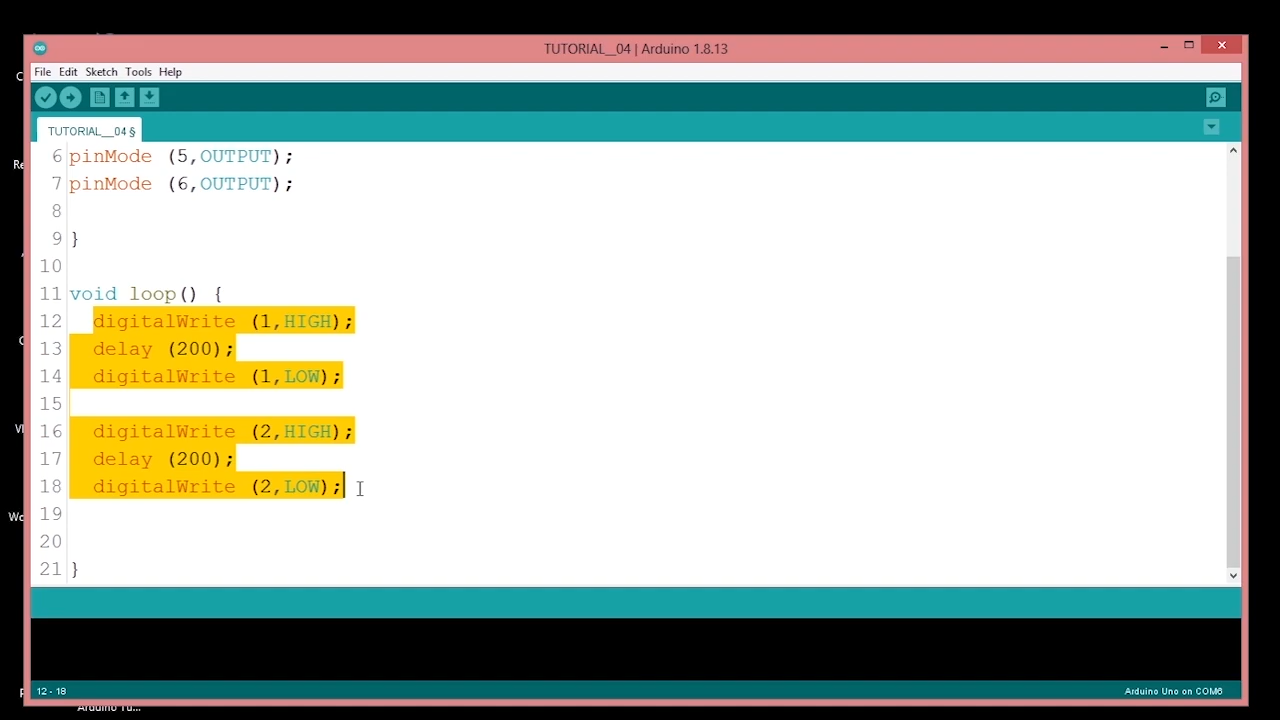 TUTORIAL__04 | Arduino 1.8.13
File Edit Sketch Tools Help
TUTORIAL__04 §
6 pinMode (5,OUTPUT);
7 pinMode (6,OUTPUT);
8
9 }
10
11 void loop() {
12 digitalWrite (1,HIGH);
13 delay (200);
14 digitalWrite (1,LOW);
15
16 digitalWrite (2,HIGH);
17 delay (200);
18 digitalWrite (2,LOW);
19
20
21 }
12 - 18
Arduino Uno on COM6
Arduino Tu...